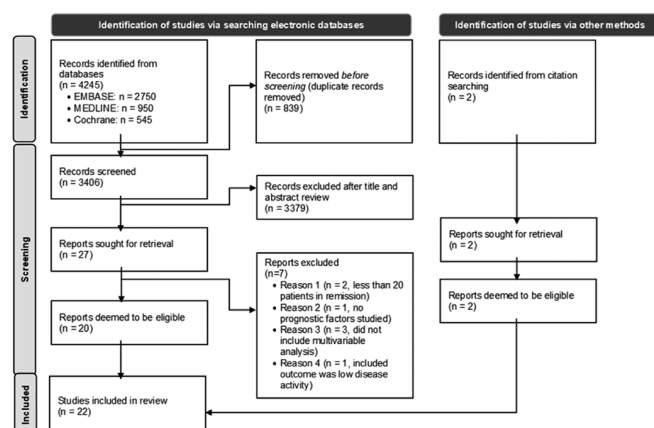 Identification of studies via searching electronic databases
Identification of studies via other methods
Identification
Records identified from
databases
(n = 4245)
• EMBASE: n = 2750
• MEDLINE: n = 950
• Cochrane: n = 545
Records removed before
screening (duplicate records
removed)
(n = 839)
Records identified from citation
searching
(n = 2)
Screening
Records screened
(n = 3406)
Records excluded after title and
abstract review
(n = 3379)
Reports sought for retrieval
(n = 27)
Reports sought for retrieval
(n = 2)
Reports excluded
(n=7)
• Reason 1 (n = 2, less than 20
patients in remission)
• Reason 2 (n = 1, no
prognostic factors studied)
• Reason 3 (n = 3, did not
include multivariable
analysis)
• Reason 4 (n = 1, included
outcome was low disease
activity)
Reports deemed to be eligible
(n = 20)
Reports deemed to be eligible
(n = 2)
Included
Studies included in review
(n = 22)